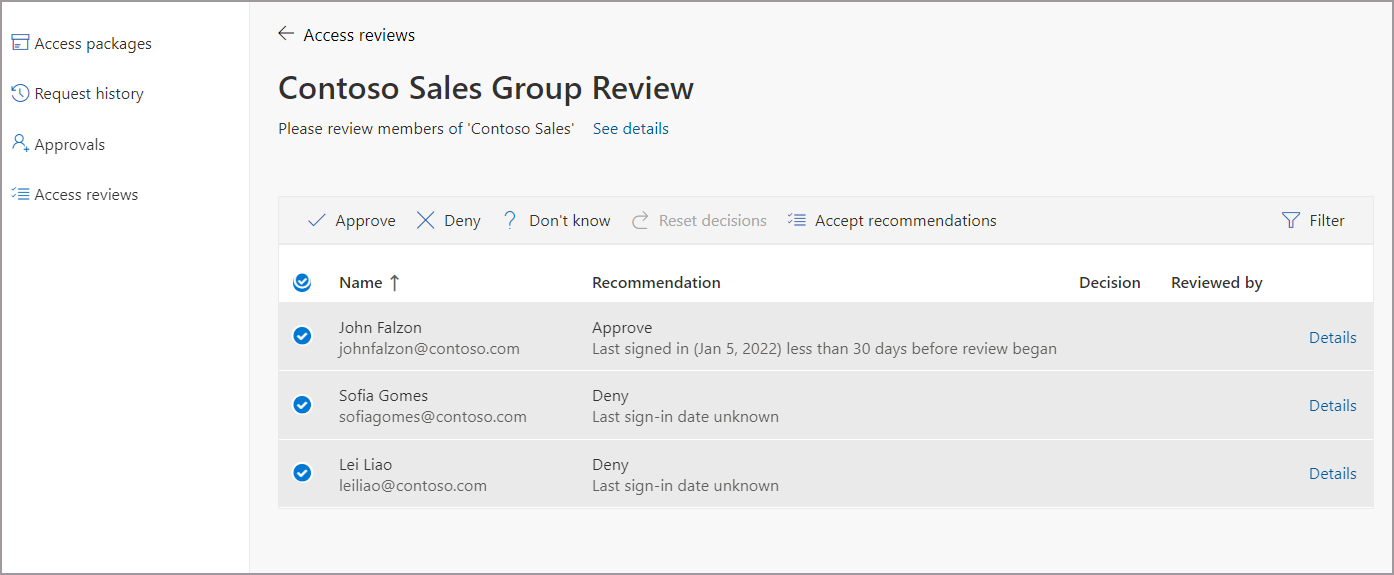 Access packages
Request history
Approvals
Access reviews
← Access reviews
Contoso Sales Group Review
Please review members of 'Contoso Sales' See details
Approve Deny ? Don't know Reset decisions Accept recommendations Filter
Name ↑ Recommendation Decision Reviewed by
John Falzon Approve
johnfalzon@contoso.com Last signed in (Jan 5, 2022) less than 30 days before review began Details
Sofia Gomes Deny
sofiagomes@contoso.com Last sign-in date unknown Details
Lei Liao Deny
leiliao@contoso.com Last sign-in date unknown Details